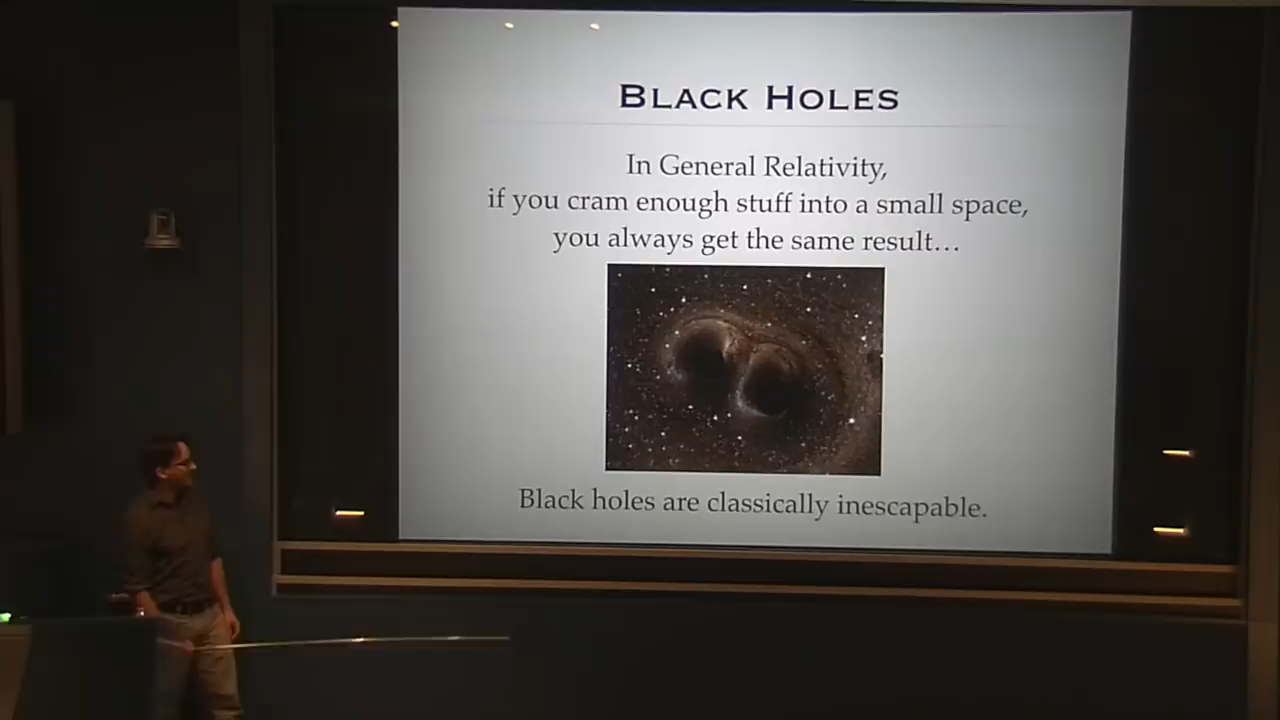 BLACK HOLES
In General Relativity,
if you cram enough stuff into a small space,
you always get the same result…
Black holes are classically inescapable.